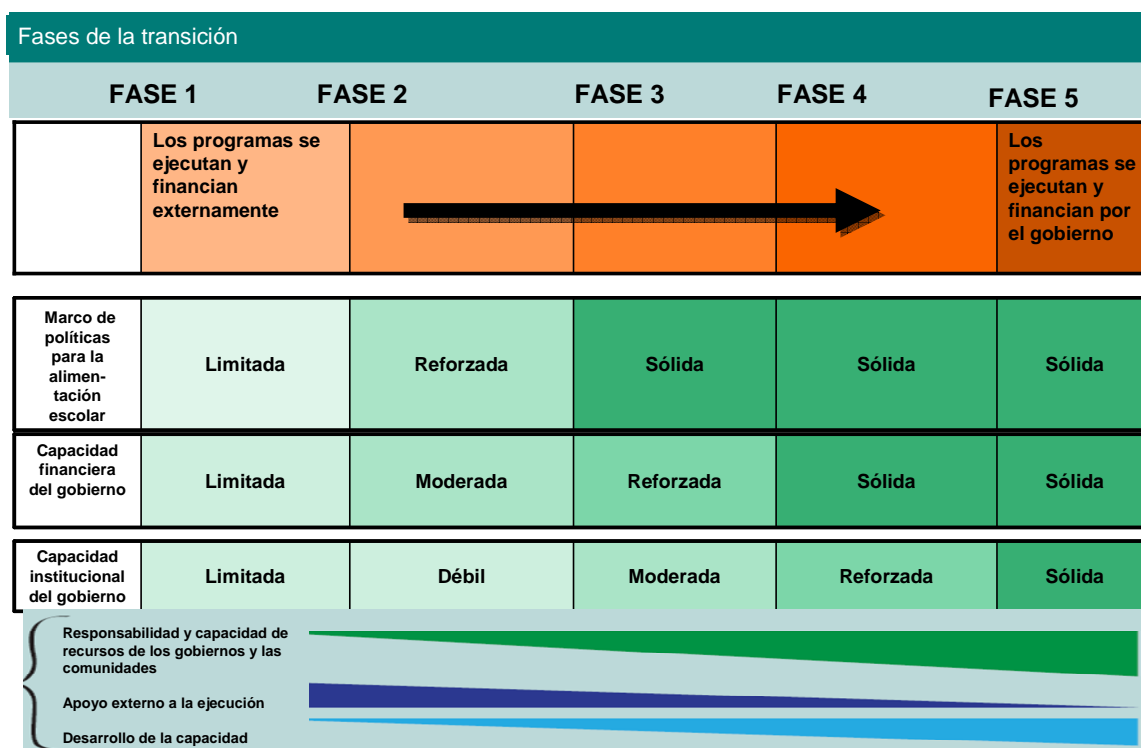 Fases de la transición
FASE 1 FASE 2 FASE 3 FASE 4 FASE 5
Los programas se
ejecutan y
financian
externamente
Los
programas se
ejecutan y
financian por
el gobierno
Marco de
políticas
para la
alimen-
tación
escolar
Limitada Reforzada Sólida Sólida Sólida
Capacidad
financiera
del gobierno
Limitada Moderada Reforzada Sólida Sólida
Capacidad
institucional
del gobierno
Limitada Débil Moderada Reforzada Sólida
Responsabilidad y capacidad de
recursos de los gobiernos y las
comunidades
Apoyo externo a la ejecución
Desarrollo de la capacidad